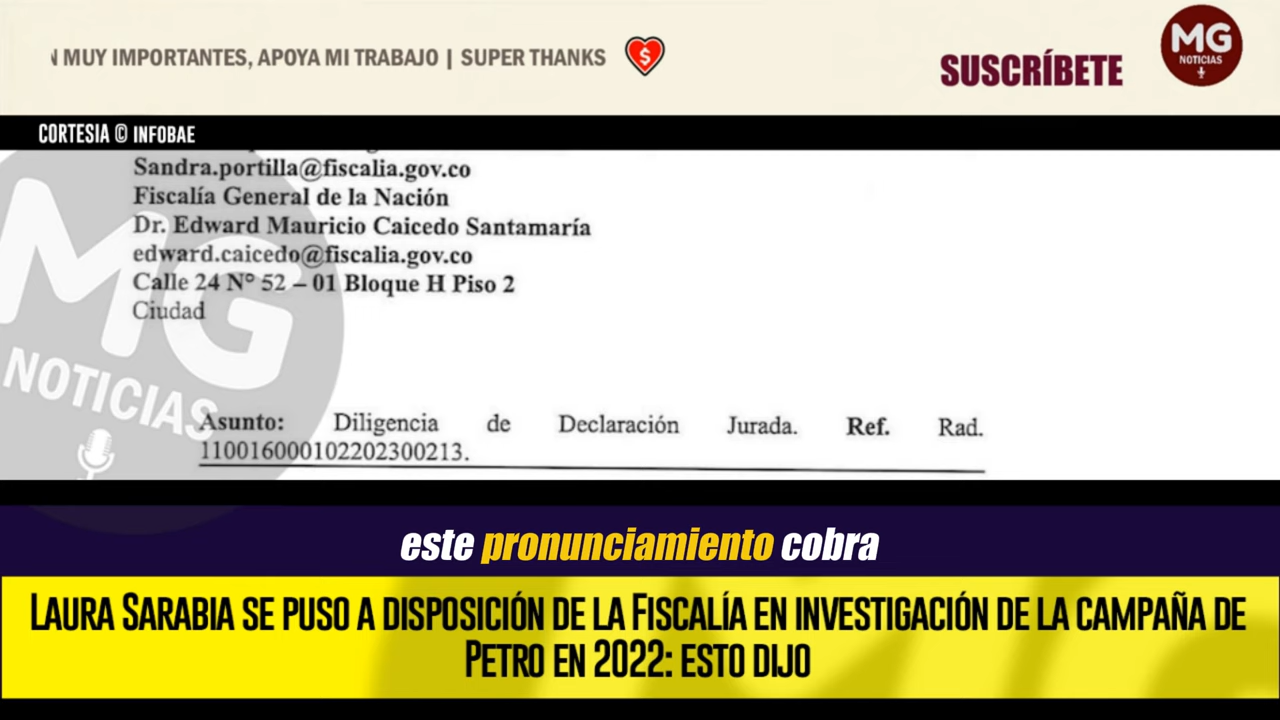 MUY IMPORTANTES, APOYA MI TRABAJO | SUPER THANKS
SUSCRÍBETE
MG
NOTICIAS
CORTESIA © INFOBAE
Sandra.portilla@fiscalia.gov.co
Fiscalía General de la Nación
Dr. Edward Mauricio Caicedo Santamaría
edward.caicedo@fiscalia.gov.co
Calle 24 N° 52 – 01 Bloque H Piso 2
Ciudad
MG
NOTICIAS
Asunto: Diligencia de Declaración Jurada. Ref. Rad.
110016000102202300213.
este pronunciamiento cobra
LAURA SARABIA SE PUSO A DISPOSICIÓN DE LA FISCALÍA EN INVESTIGACIÓN DE LA CAMPAÑA DE
PETRO EN 2022: ESTO DIJO